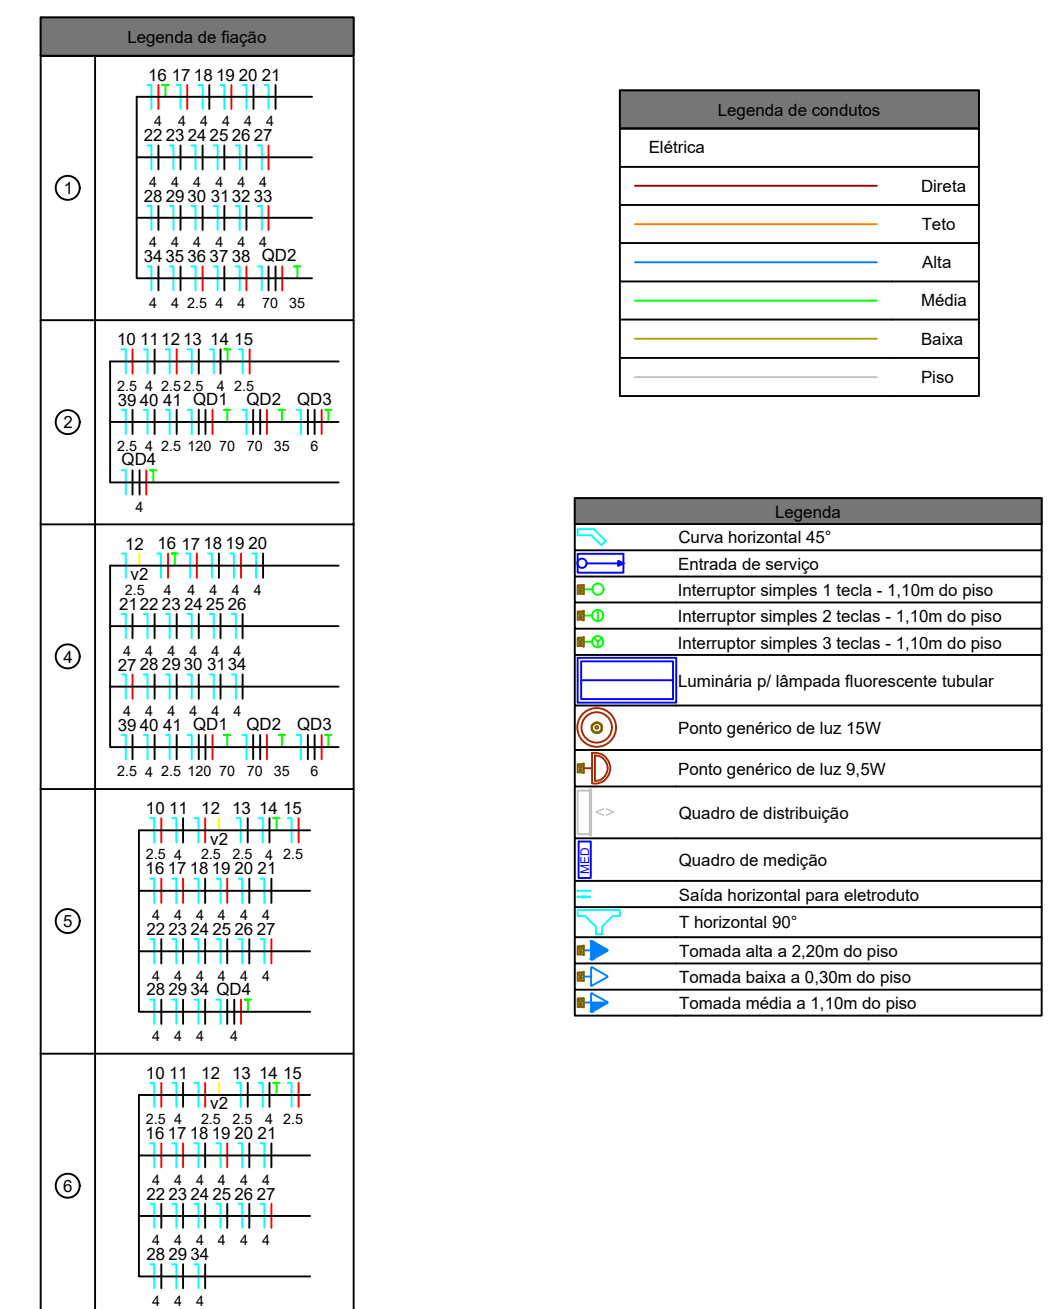 Legenda de fiação
16 17 18 19 20 21
4 4 4 4 4 4
22 23 24 25 26 27
4 4 4 4 4 4
28 29 30 31 32 33
4 4 4 4 4 4
34 35 36 37 38 QD2
4 4 2.5 4 4 70 35
1
10 11 12 13 14 15
2.5 4 2.5 2.5 4 2.5
39 40 41 QD1 QD2 QD3
2.5 4 2.5 120 70 70 35 6
QD4
4
2
12 16 17 18 19 20
v2
2.5 4 4 4 4 4
21 22 23 24 25 26
4 4 4 4 4 4
27 28 29 30 31 34
4 4 4 4 4 4
39 40 41 QD1 QD2 QD3
2.5 4 2.5 120 70 70 35 6
4
10 11 12 13 14 15
v2
2.5 4 2.5 2.5 4 2.5
16 17 18 19 20 21
4 4 4 4 4 4
22 23 24 25 26 27
4 4 4 4 4 4
28 29 34 QD4
4 4 4 4
5
10 11 12 13 14 15
v2
2.5 4 2.5 2.5 4 2.5
16 17 18 19 20 21
4 4 4 4 4 4
22 23 24 25 26 27
4 4 4 4 4 4
28 29 34
4 4 4
6
Legenda de condutos
Elétrica
Direta
Teto
Alta
Média
Baixa
Piso
Legenda
Curva horizontal 45°
Entrada de serviço
Interruptor simples 1 tecla - 1,10m do piso
Interruptor simples 2 teclas - 1,10m do piso
Interruptor simples 3 teclas - 1,10m do piso
Luminária p/ lâmpada fluorescente tubular
Ponto genérico de luz 15W
Ponto genérico de luz 9,5W
<> Quadro de distribuição
MED Quadro de medição
Saída horizontal para eletroduto
T horizontal 90°
Tomada alta a 2,20m do piso
Tomada baixa a 0,30m do piso
Tomada média a 1,10m do piso